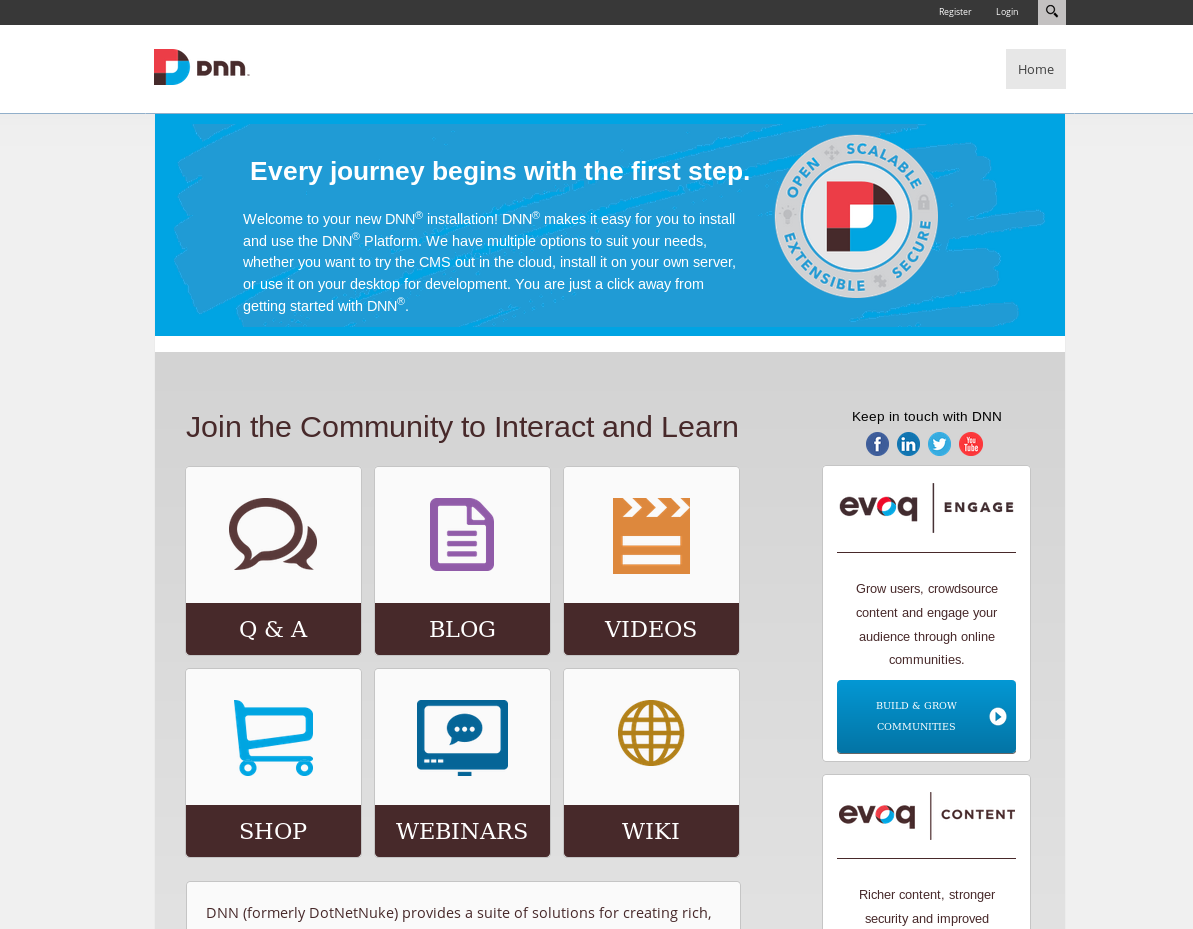 Register
Login
DNN
Home
Every journey begins with the first step.
Welcome to your new DNN® installation! DNN® makes it easy for you to install
and use the DNN® Platform. We have multiple options to suit your needs,
whether you want to try the CMS out in the cloud, install it on your own server,
or use it on your desktop for development. You are just a click away from
getting started with DNN®.
OPEN
SCALABLE
EXTENSIBLE
SECURE
Join the Community to Interact and Learn
Q & A
BLOG
VIDEOS
SHOP
WEBINARS
WIKI
DNN (formerly DotNetNuke) provides a suite of solutions for creating rich,
Keep in touch with DNN
f
in
You
Tube
evoq ENGAGE
Grow users, crowdsource
content and engage your
audience through online
communities.
BUILD & GROW
COMMUNITIES
evoq CONTENT
Richer content, stronger
security and improved